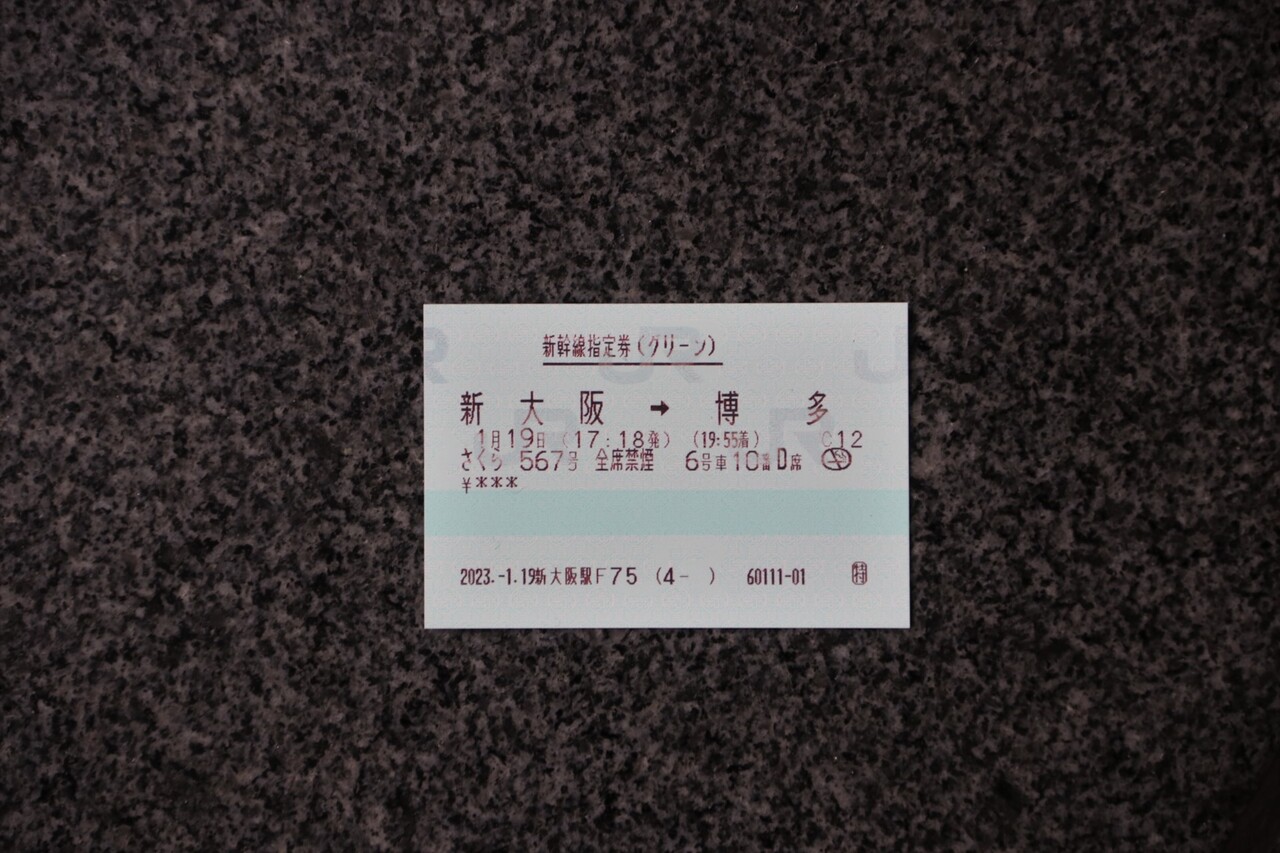 新幹線指定券(グリーン)
新大阪 → 博多
1月19日 (17:18発) (19:55着) C12
さくら 567号 全席禁煙 6号車10番D席
¥***
2023.-1.19新大阪駅F75 (4- ) 60111-01 特